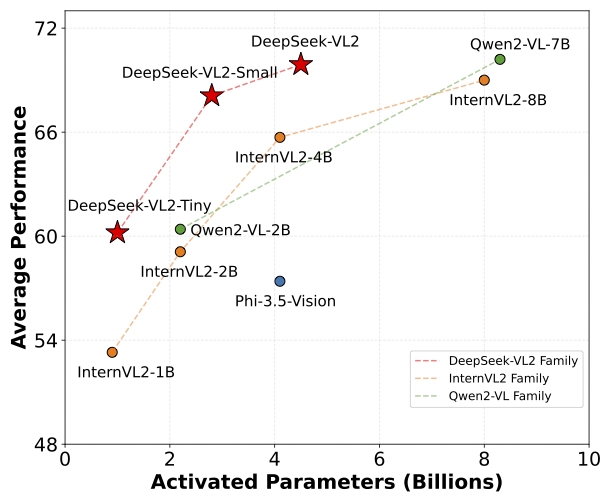 72
66
60
54
48
Average Performance
DeepSeek-VL2
Qwen2-VL-7B
DeepSeek-VL2-Small
InternVL2-8B
InternVL2-4B
DeepSeek-VL2-Tiny
Qwen2-VL-2B
InternVL2-2B
Phi-3.5-Vision
InternVL2-1B
DeepSeek-VL2 Family
InternVL2 Family
Qwen2-VL Family
0 2 4 6 8 10
Activated Parameters (Billions)